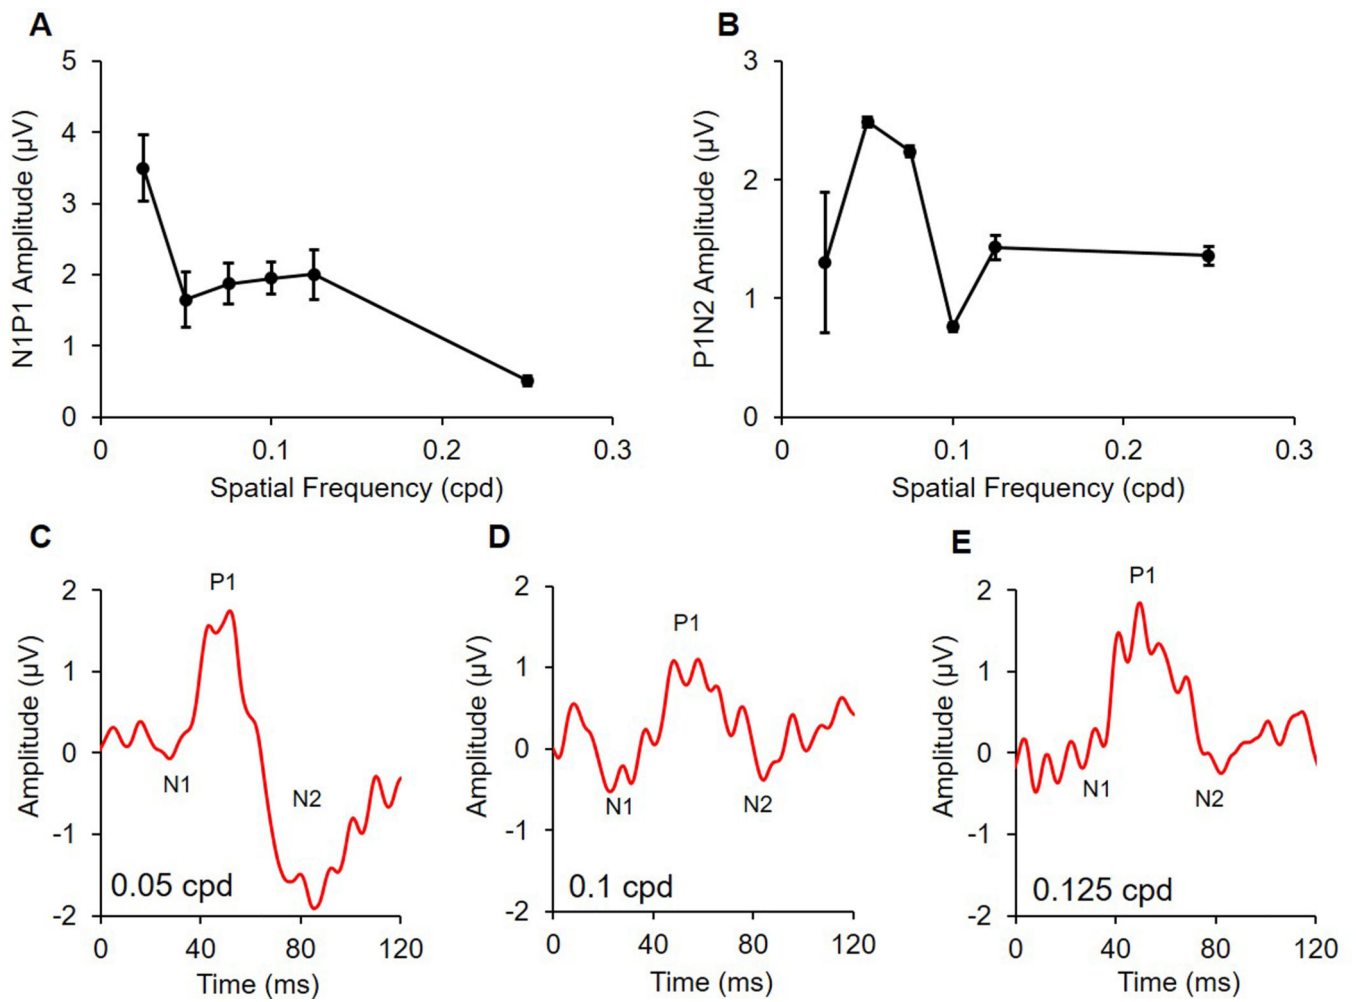 A
B
5
4
3
2
1
0
N1P1 Amplitude (µV)
0 0.1 0.2 0.3
Spatial Frequency (cpd)
3
2
1
0
P1N2 Amplitude (µV)
0 0.1 0.2 0.3
Spatial Frequency (cpd)
C
2
1
0
-1
-2
Amplitude (µV)
P1
N1
N2
0.05 cpd
0 40 80 120
Time (ms)
D
2
1
0
-1
-2
Amplitude (µV)
P1
N1
N2
0.1 cpd
0 40 80 120
Time (ms)
E
2
1
0
-1
-2
Amplitude (µV)
P1
N1
N2
0.125 cpd
0 40 80 120
Time (ms)